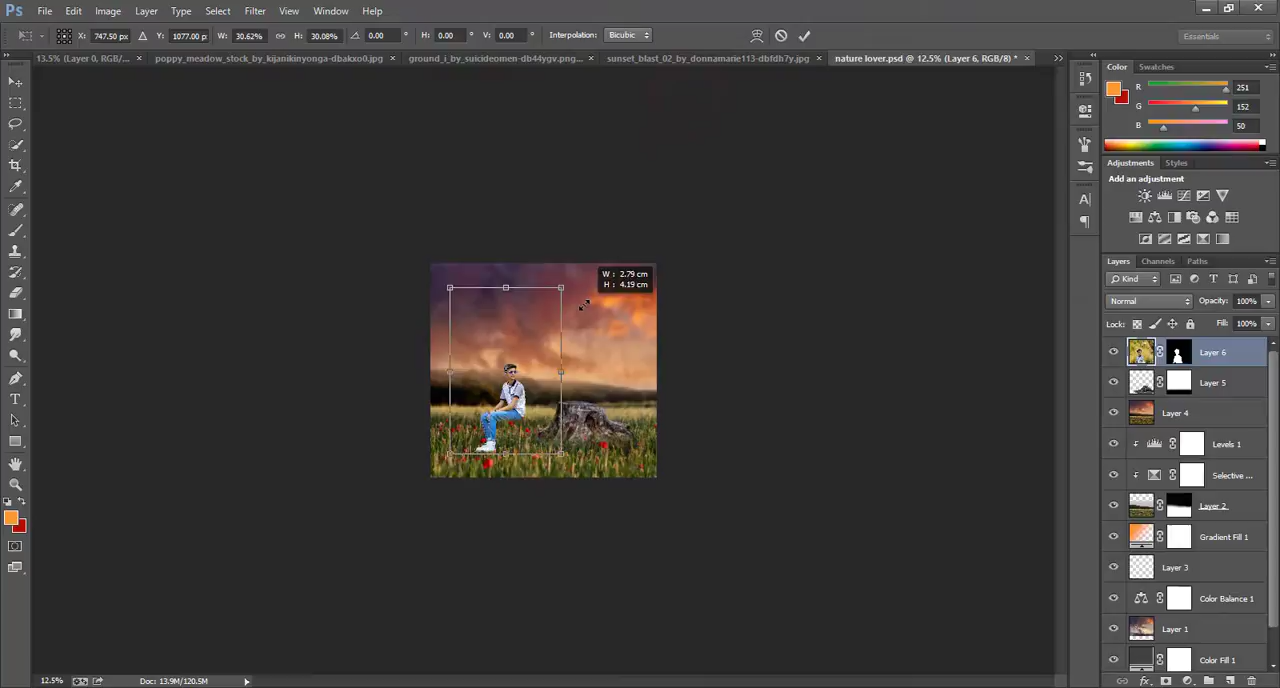 Ps File Edit Image Layer Type Select Filter View Window Help
X: 747.50 px Y: 1077.00 p W: 30.62% H: 30.08% 0.00 ° H: 0.00 ° V: 0.00 ° Interpolation: Bicubic Essentials
13.5% (Layer 0, RGB/... × poppy_meadow_stock_by_kijanikinyonga-dbakxo0.jpg × ground_i_by_suicideomen-db44ygv.png... × sunset_blast_02_by_donnamarie113-dbfdh7y.jpg × nature lover.psd @ 12.5% (Layer 6, RGB/8) * ×
Color Swatches
R 251
G 152
B 50
Adjustments Styles
Add an adjustment
Layers Channels Paths
Kind
Normal Opacity: 100%
Lock: Fill: 100%
Layer 6
Layer 5
Layer 4
Levels 1
Selective ...
Layer 2
Gradient Fill 1
Layer 3
Color Balance 1
Layer 1
Color Fill 1
W : 2.79 cm
H : 4.19 cm
12.5% Doc: 13.9M/120.5M